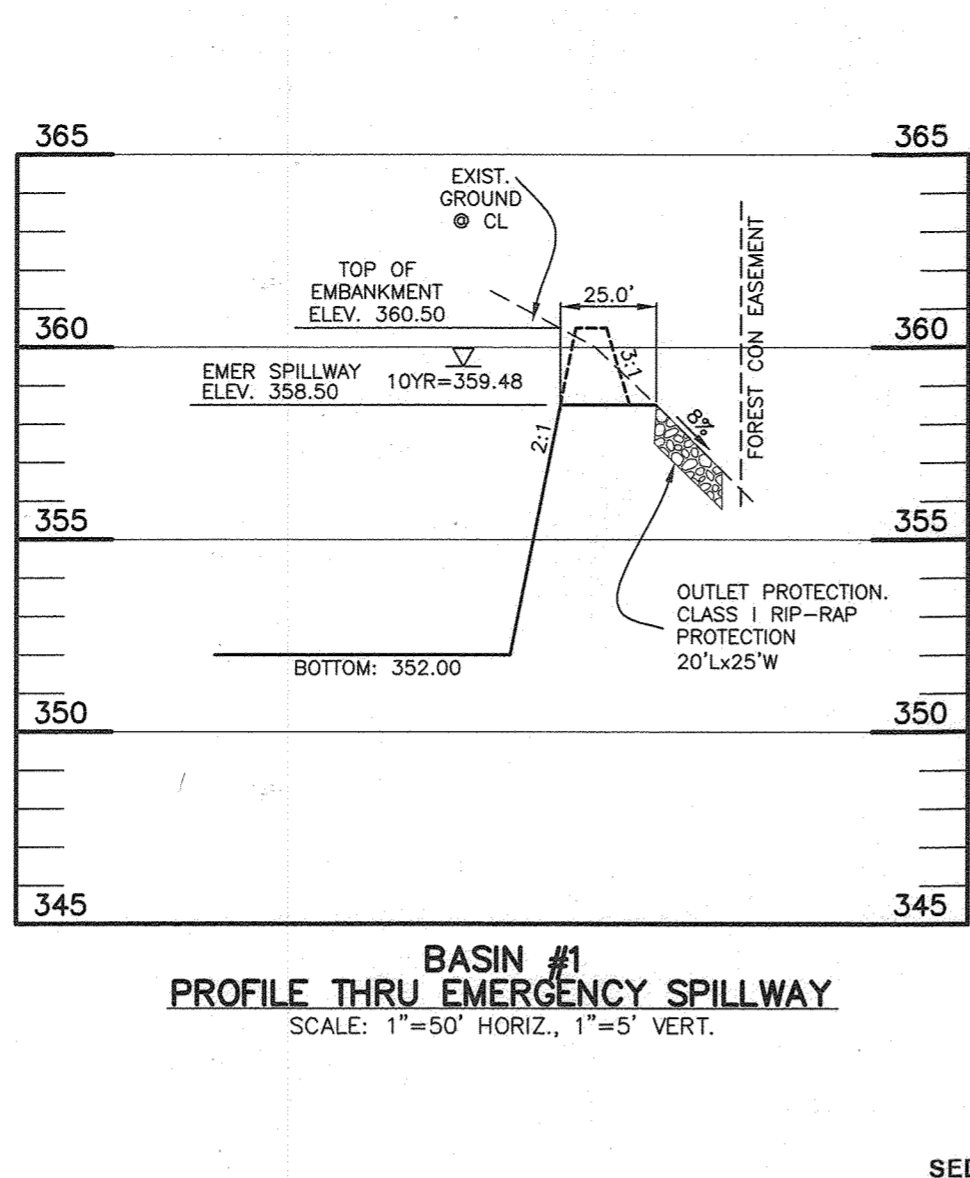 365
365
EXIST.
GROUND
@ CL
TOP OF
EMBANKMENT
ELEV. 360.50
25.0'
FOREST CON EASEMENT
360
360
3:1
EMER SPILLWAY
ELEV. 358.50
10YR=359.48
8%
2:1
355
355
OUTLET PROTECTION.
CLASS I RIP-RAP
PROTECTION
20'Lx25'W
BOTTOM: 352.00
350
350
345
345
BASIN #1
PROFILE THRU EMERGENCY SPILLWAY
SCALE: 1"=50' HORIZ., 1"=5' VERT.
SED